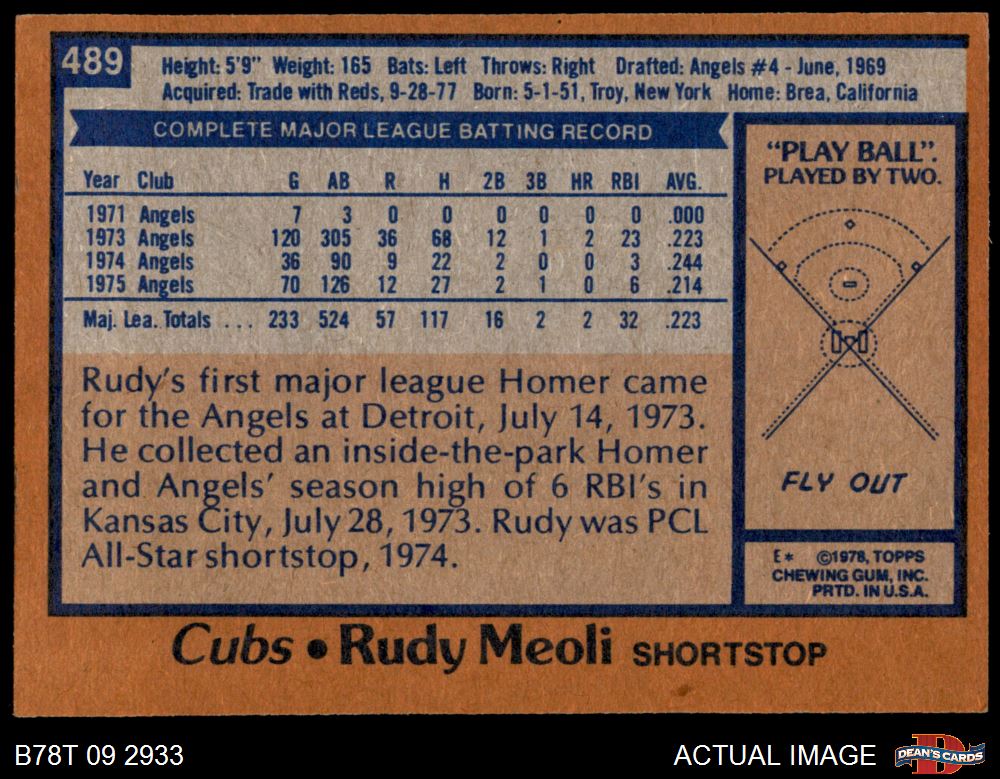 489
Height: 5'9" Weight: 165 Bats: Left Throws: Right Drafted: Angels #4 - June, 1969
Acquired: Trade with Reds, 9-28-77 Born: 5-1-51, Troy, New York Home: Brea, California
COMPLETE MAJOR LEAGUE BATTING RECORD
Year Club G AB R H 2B 3B HR RBI AVG.
1971 Angels 7 3 0 0 0 0 0 0 .000
1973 Angels 120 305 36 68 12 1 2 23 .223
1974 Angels 36 90 9 22 2 0 0 3 .244
1975 Angels 70 126 12 27 2 1 0 6 .214
Maj. Lea. Totals ... 233 524 57 117 16 2 2 32 .223
Rudy's first major league Homer came
for the Angels at Detroit, July 14, 1973.
He collected an inside-the-park Homer
and Angels' season high of 6 RBI's in
Kansas City, July 28, 1973. Rudy was PCL
All-Star shortstop, 1974.
"PLAY BALL".
PLAYED BY TWO.
FLY OUT
E* ©1978, TOPPS
CHEWING GUM, INC.
PRTD. IN U.S.A.
Cubs • Rudy Meoli SHORTSTOP
B78T 09 2933
ACTUAL IMAGE
D
DEAN'S CARDS